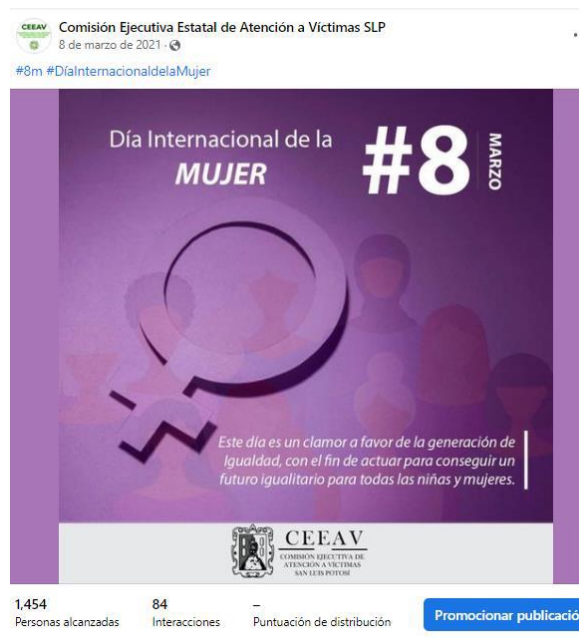 Comisión Ejecutiva Estatal de Atención a Víctimas SLP
8 de marzo de 2021
#8m #DíaInternacionaldelaMujer
Día Internacional de la
MUJER
#8
MARZO
Este día es un clamor a favor de la generación de
Igualdad, con el fin de actuar para conseguir un
futuro igualitario para todas las niñas y mujeres.
CEEAV
COMISIÓN EJECUTIVA DE
ATENCIÓN A VÍCTIMAS
SAN LUIS POTOSÍ
1,454
Personas alcanzadas
84
Interacciones
–
Puntuación de distribución
Promocionar publicació